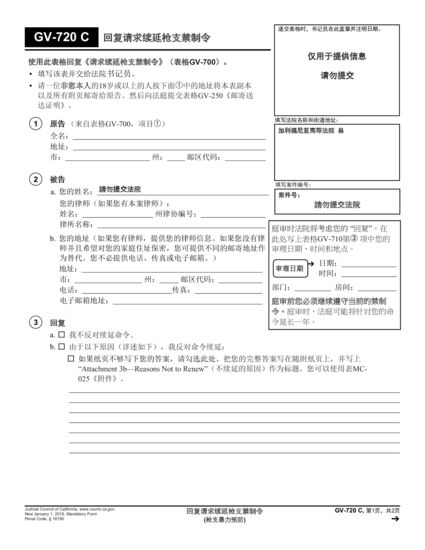 GV-720 C 回复请求续延枪支禁制令
递交表格时，书记员在此盖章并注明日期。
仅用于提供信息
请勿提交
使用此表格回复《请求续延枪支禁制令》（表格GV-700）。
• 填写该表并交给法院书记员。
• 请一位非您本人的18岁或以上的人按下面①中的地址将本表副本
以及所有附页邮寄给原告。然后向法庭提交表格GV-250《邮寄送
达证明》。
填写法院名称和街道地址：
加利福尼亚高等法院 县
1 原告 （来自表格GV-700，项目①）
全名：
地址：
市： 州： 邮区代码：
填写案件编号：
案件号：
请勿提交法院
2 被告
a. 您的姓名： 請勿提交法院
您的律师（如果您有本案律师）：
姓名： 州律协编号：
律所名称：
b. 您的地址（如果您有律师，提供您的律师信息。如果您没有律
师并且希望对您的家庭住址保密，您可提供不同的邮寄地址作
为替代。您不必提供电话、传真或电子邮箱。）
地址：
市： 州： 邮区代码：
电话： 传真：
电子邮箱地址：
庭审时法院将考虑您的 “回复”。在
此处写上表格GV-710第③ 项中您的
审理日期、时间和地点。
审理日期 → 日期：
时间：
部门： 房间：
庭审前您必须继续遵守当前的禁制
令。庭审时，法庭可能将针对您的命
令延长一年。
3 回复
a. ☐ 我不反对续延命令。
b. ☐ 由于以下原因（详述如下），我反对命令续延：
☐ 如果纸页不够写下您的答案，请勾选此处。把您的完整答案写在随附纸页上，并写上
“Attachment 3b—Reasons Not to Renew”（不续延的原因）作为标题。您可以使用表MC-
025《附件》。
Judicial Council of California, www.courts.ca.gov
New January 1, 2016, Mandatory Form
Penal Code, § 18190
回复请求续延枪支禁制令
(枪支暴力预防)
GV-720 C, 第1页，共2页
→